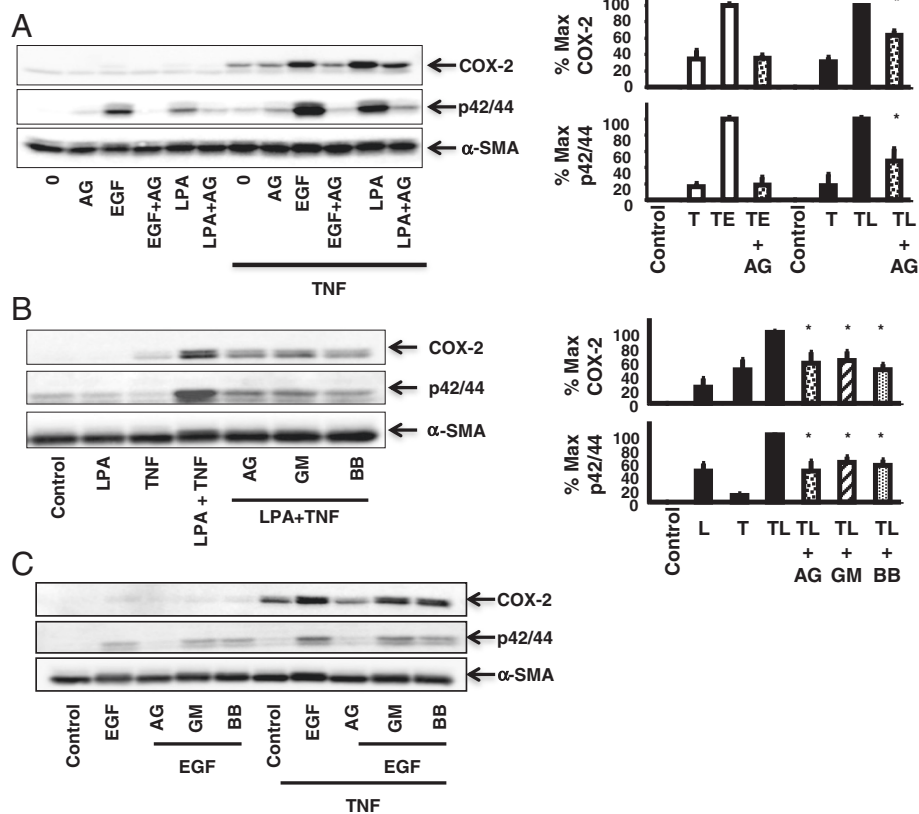 A
COX-2
p42/44
α-SMA
0
AG
EGF
EGF+AG
LPA
LPA+AG
0
AG
EGF
EGF+AG
LPA
LPA+AG
TNF
% Max
COX-2
100
80
60
40
20
0
*
% Max
p42/44
100
80
60
40
20
0
*
Control
T
TE
TE
+
AG
Control
T
TL
TL
+
AG
B
COX-2
p42/44
α-SMA
Control
LPA
TNF
LPA + TNF
AG
GM
BB
LPA+TNF
% Max
COX-2
100
80
60
40
20
0
* * *
% Max
p42/44
100
80
60
40
20
0
* * *
Control
L
T
TL
TL
+
AG
TL
+
GM
TL
+
BB
C
COX-2
p42/44
α-SMA
Control
EGF
AG
GM
BB
EGF
Control
EGF
AG
GM
BB
EGF
TNF